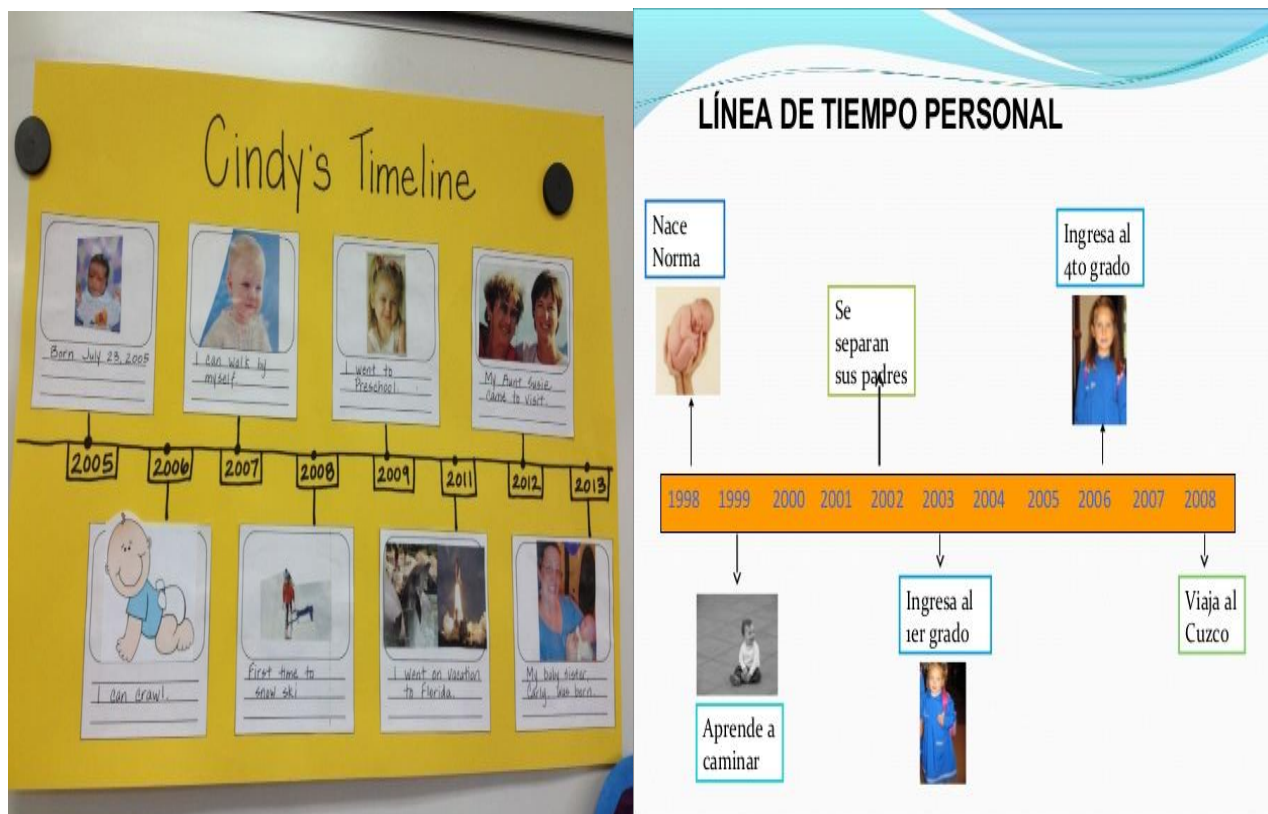 Cindy's Timeline
Born July 23, 2005
I can walk by
myself.
I went to
Preschool.
My Aunt Susie
came to visit.
2005
2006
2007
2008
2009
2011
2012
2013
I can crawl.
First time to
snow ski
I went on vacation
to Florida.
My baby sister,
Carly, was born.
LÍNEA DE TIEMPO PERSONAL
Nace
Norma
Se
separan
sus padres
Ingresa al
4to grado
1998 1999 2000 2001 2002 2003 2004 2005 2006 2007 2008
Aprende a
caminar
Ingresa al
1er grado
Viaja al
Cuzco